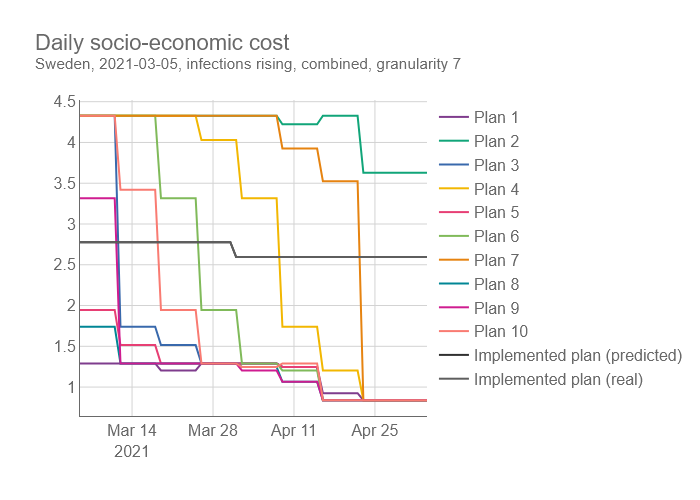 Daily socio-economic cost
Sweden, 2021-03-05, infections rising, combined, granularity 7
4.5
4
3.5
3
2.5
2
1.5
1
Mar 14
2021
Mar 28
Apr 11
Apr 25
Plan 1
Plan 2
Plan 3
Plan 4
Plan 5
Plan 6
Plan 7
Plan 8
Plan 9
Plan 10
Implemented plan (predicted)
Implemented plan (real)